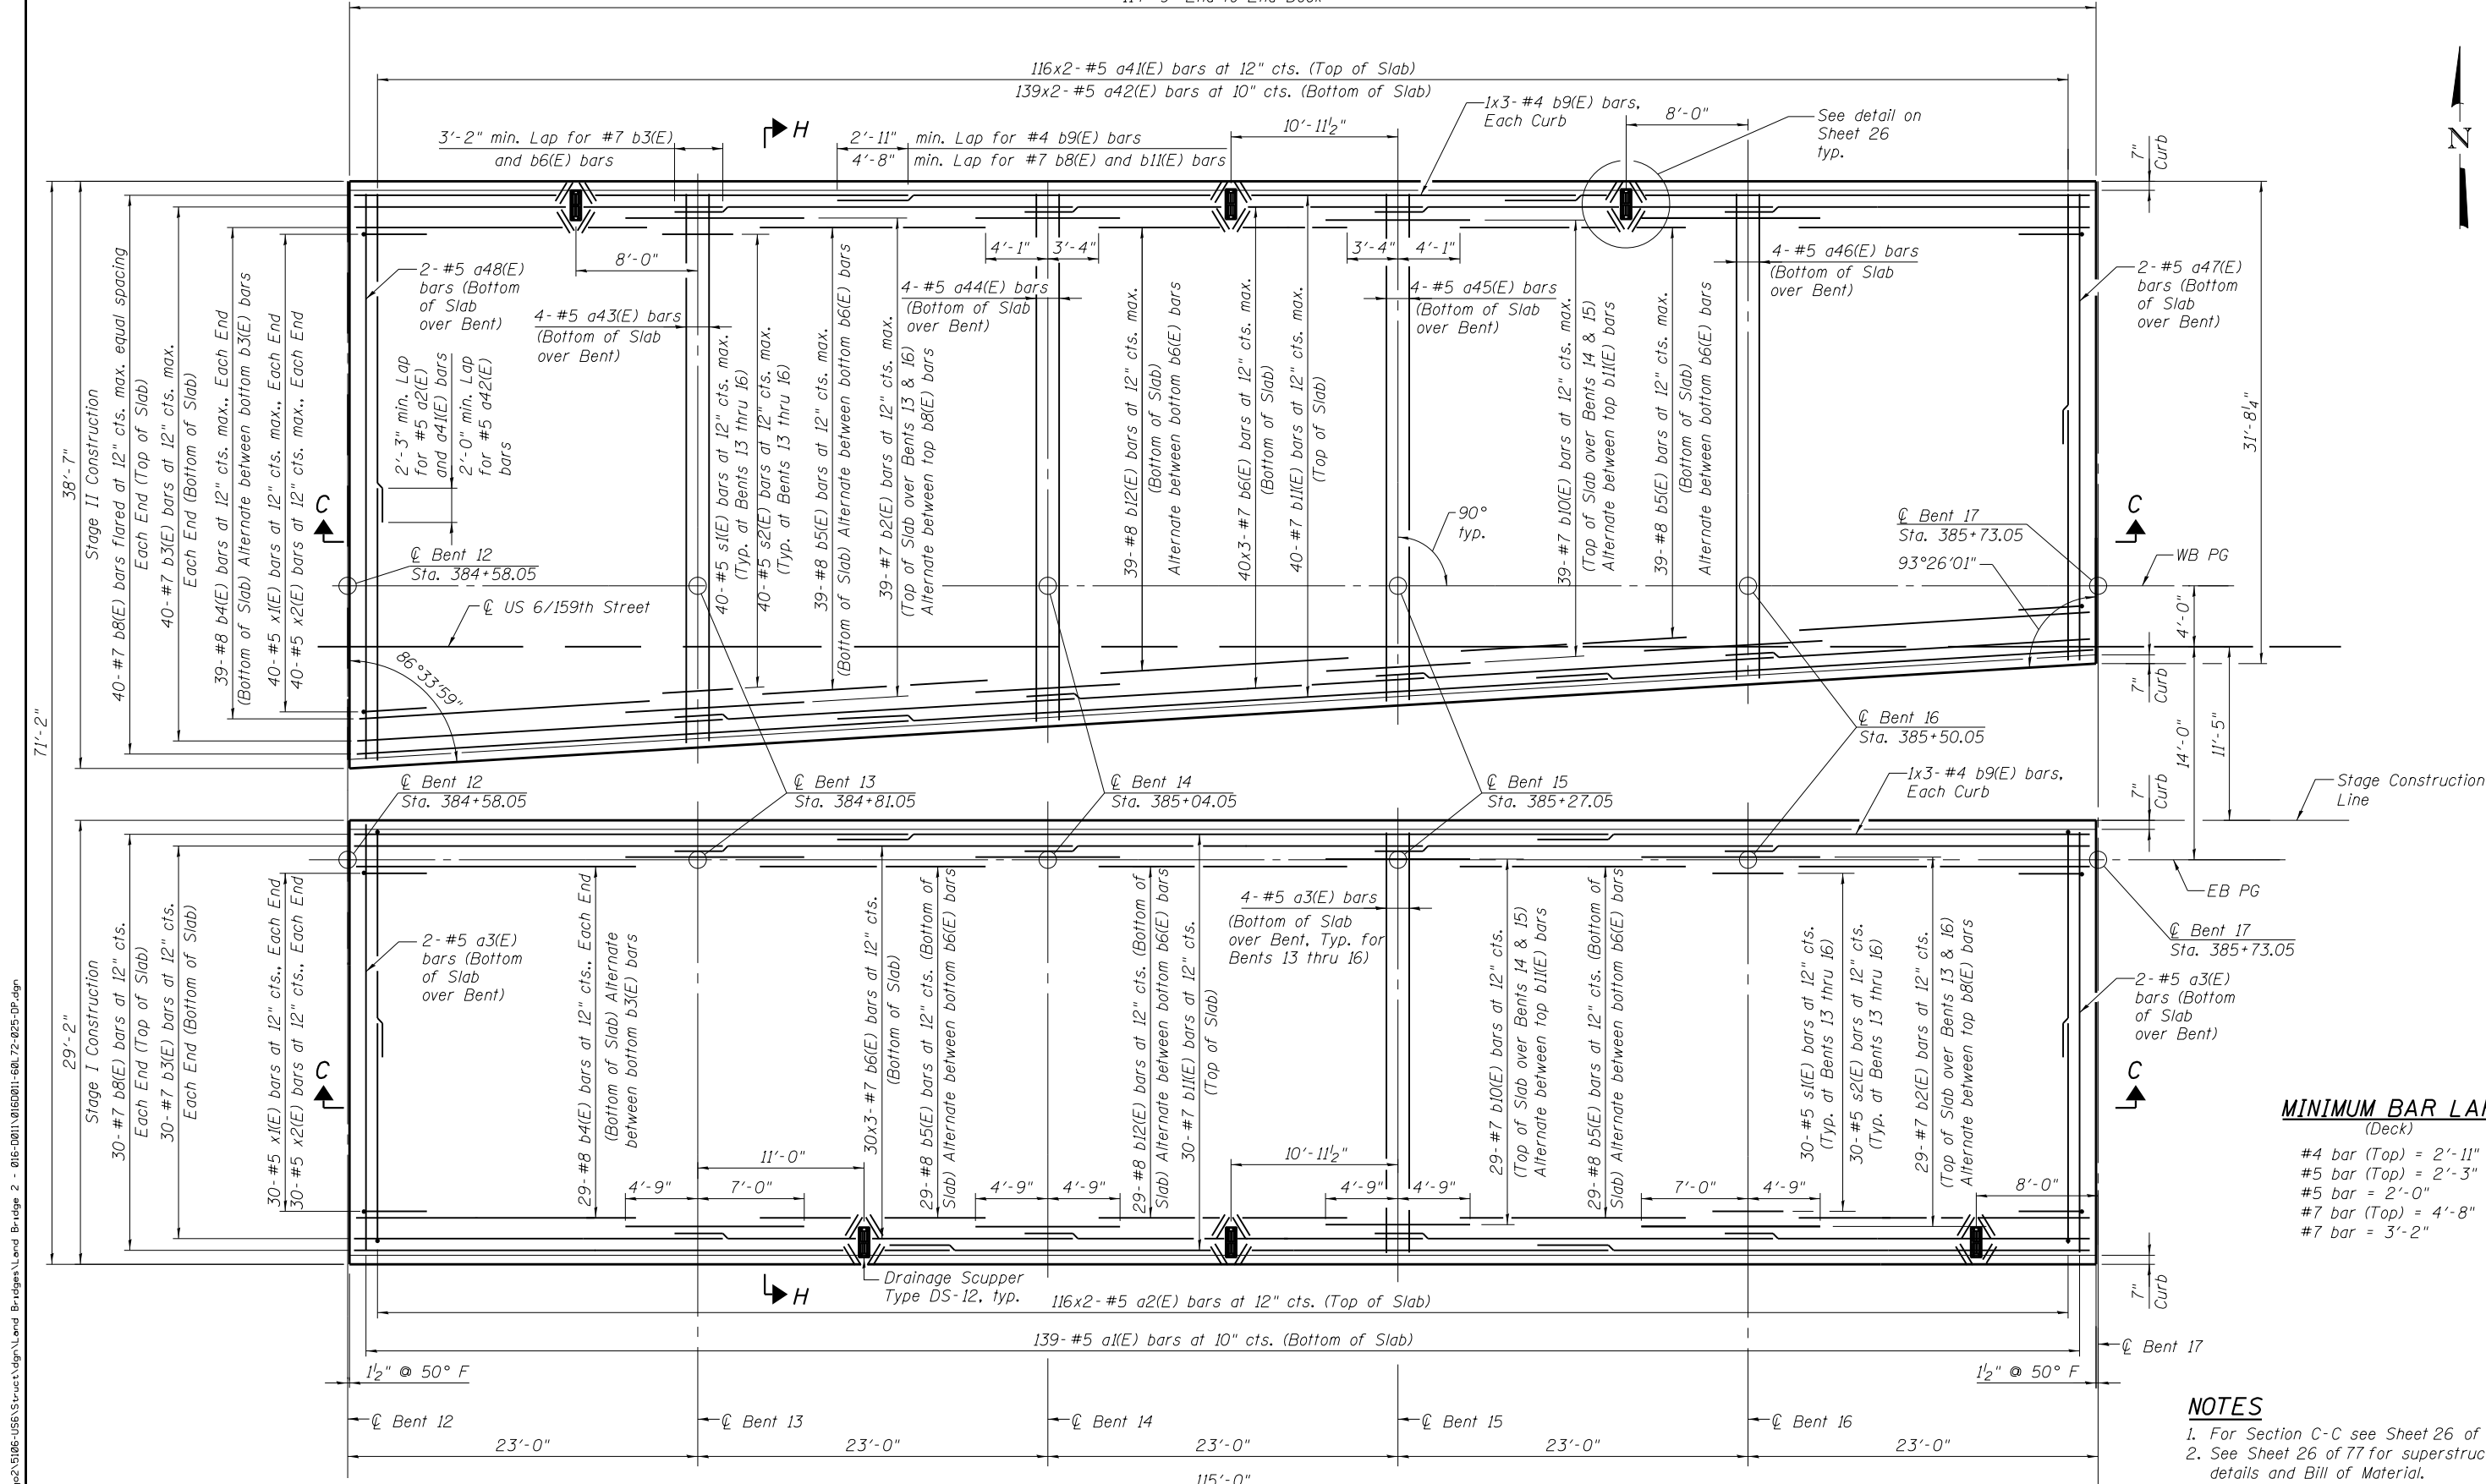 116x2-#5 a41(E) bars at 12" cts. (Top of Slab)
139x2-#5 a42(E) bars at 10" cts. (Bottom of Slab)
3'-2" min. Lap for #7 b3(E)
and b6(E) bars
H
2'-11" min. Lap for #4 b9(E) bars
4'-8" min. Lap for #7 b8(E) and b11(E) bars
10'-11½"
1x3-#4 b9(E) bars,
Each Curb
8'-0"
See detail on
Sheet 26
typ.
7"
Curb
N
71'-2"
38'-7"
Stage II Construction
40-#7 b8(E) bars flared at 12" cts. max. equal spacing
Each End (Top of Slab)
40-#7 b3(E) bars at 12" cts. max.
Each End (Bottom of Slab)
39-#8 b4(E) bars at 12" cts. max., Each End
(Bottom of Slab) Alternate between bottom b3(E) bars
40-#5 x1(E) bars at 12" cts. max., Each End
40-#5 x2(E) bars at 12" cts. max., Each End
2-#5 a48(E)
bars (Bottom
of Slab
over Bent)
2'-3" min. Lap
for #5 a2(E)
and a41(E) bars
2'-0" min. Lap
for #5 a42(E)
bars
8'-0"
4-#5 a43(E) bars
(Bottom of Slab
over Bent)
40-#5 s1(E) bars at 12" cts. max.
(Typ. at Bents 13 thru 16)
40-#5 s2(E) bars at 12" cts. max.
(Typ. at Bents 13 thru 16)
39-#8 b5(E) bars at 12" cts. max.
(Bottom of Slab) Alternate between bottom b6(E) bars
39-#7 b2(E) bars at 12" cts. max.
(Top of Slab over Bents 13 & 16)
Alternate between top b8(E) bars
4'-1"
3'-4"
4-#5 a44(E) bars
(Bottom of Slab
over Bent)
39-#8 b12(E) bars at 12" cts. max.
(Bottom of Slab)
Alternate between bottom b6(E) bars
40x3-#7 b6(E) bars at 12" cts. max.
(Bottom of Slab)
40-#7 b11(E) bars at 12" cts. max.
(Top of Slab)
3'-4"
4'-1"
4-#5 a45(E) bars
(Bottom of Slab
over Bent)
39-#7 b10(E) bars at 12" cts. max.
(Top of Slab over Bents 14 & 15)
Alternate between top b11(E) bars
39-#8 b5(E) bars at 12" cts. max.
(Bottom of Slab)
Alternate between bottom b6(E) bars
4-#5 a46(E) bars
(Bottom of Slab
over Bent)
2-#5 a47(E)
bars (Bottom
of Slab
over Bent)
31'-8¼"
C
℄ Bent 12
Sta. 384+58.05
℄ US 6/159th Street
86°33'59"
90°
typ.
℄ Bent 17
Sta. 385+73.05
93°26'01"
C
WB PG
4'-0"
7"
Curb
14'-0"
11'-5"
℄ Bent 16
Sta. 385+50.05
℄ Bent 12
Sta. 384+58.05
℄ Bent 13
Sta. 384+81.05
℄ Bent 14
Sta. 385+04.05
℄ Bent 15
Sta. 385+27.05
1x3-#4 b9(E) bars,
Each Curb
7"
Curb
Stage Construction
Line
EB PG
℄ Bent 17
Sta. 385+73.05
29'-2"
Stage I Construction
30-#7 b8(E) bars at 12" cts.
Each End (Top of Slab)
30-#7 b3(E) bars at 12" cts.
Each End (Bottom of Slab)
30-#5 x1(E) bars at 12" cts., Each End
30-#5 x2(E) bars at 12" cts., Each End
2-#5 a3(E)
bars (Bottom
of Slab
over Bent)
29-#8 b4(E) bars at 12" cts., Each End
(Bottom of Slab) Alternate
between bottom b3(E) bars
30x3-#7 b6(E) bars at 12" cts.
(Bottom of Slab)
29-#8 b5(E) bars at 12" cts. (Bottom of
Slab) Alternate between bottom b6(E) bars
29-#8 b12(E) bars at 12" cts. (Bottom of
Slab) Alternate between bottom b6(E) bars
30-#7 b11(E) bars at 12" cts.
(Top of Slab)
4-#5 a3(E) bars
(Bottom of Slab
over Bent, Typ. for
Bents 13 thru 16)
29-#7 b10(E) bars at 12" cts.
(Top of Slab over Bents 14 & 15)
Alternate between top b11(E) bars
29-#8 b5(E) bars at 12" cts. (Bottom of
Slab) Alternate between bottom b6(E) bars
30-#5 s1(E) bars at 12" cts.
(Typ. at Bents 13 thru 16)
30-#5 s2(E) bars at 12" cts.
(Typ. at Bents 13 thru 16)
29-#7 b2(E) bars at 12" cts.
(Top of Slab over Bents 13 & 16)
Alternate between top b8(E) bars
2-#5 a3(E)
bars (Bottom
of Slab
over Bent)
C
C
11'-0"
4'-9"
7'-0"
4'-9"
4'-9"
10'-11½"
4'-9"
4'-9"
7'-0"
4'-9"
8'-0"
MINIMUM BAR
(Deck)
#4 bar (Top) = 2'-11"
#5 bar (Top) = 2'-3"
#5 bar = 2'-0"
#7 bar (Top) = 4'-8"
#7 bar = 3'-2"
H
Drainage Scupper
Type DS-12, typ.
7"
Curb
116x2-#5 a2(E) bars at 12" cts. (Top of Slab)
139-#5 a1(E) bars at 10" cts. (Bottom of Slab)
℄ Bent 17
1½" @ 50° F
1½" @ 50° F
℄ Bent 12
℄ Bent 13
℄ Bent 14
℄ Bent 15
℄ Bent 16
23'-0"
23'-0"
23'-0"
23'-0"
23'-0"
115'-0"
NOTES
1. For Section C-C see Sheet 26 of
2. See Sheet 26 of 77 for
details and Bill of Material.